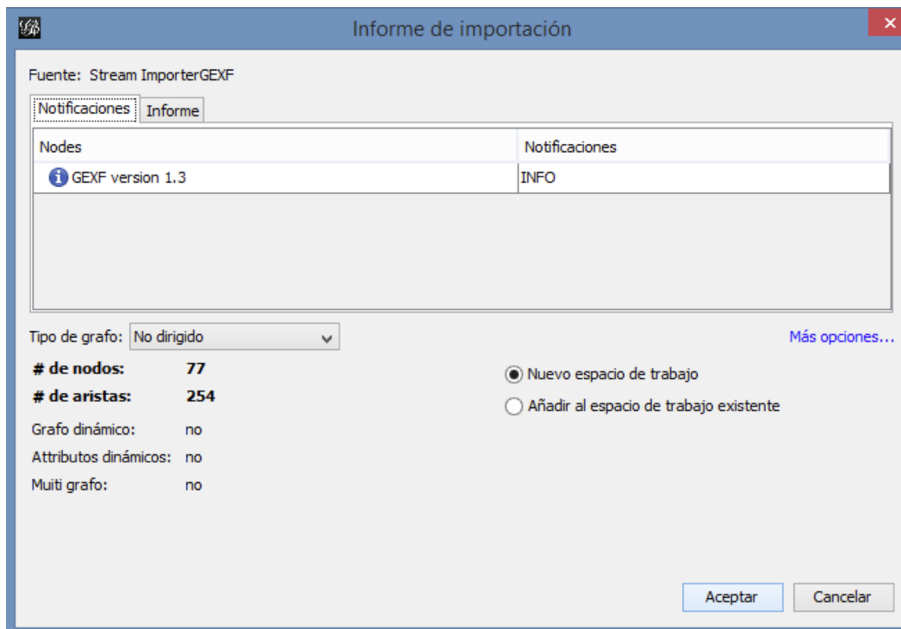 Informe de importación
Fuente: Stream ImporterGEXF
Notificaciones Informe
Nodes Notificaciones
GEXF version 1.3 INFO
Tipo de grafo: No dirigido Más opciones...
# de nodos: 77
# de aristas: 254
Grafo dinámico: no
Attributos dinámicos: no
Muiti grafo: no
Nuevo espacio de trabajo
Añadir al espacio de trabajo existente
Aceptar Cancelar